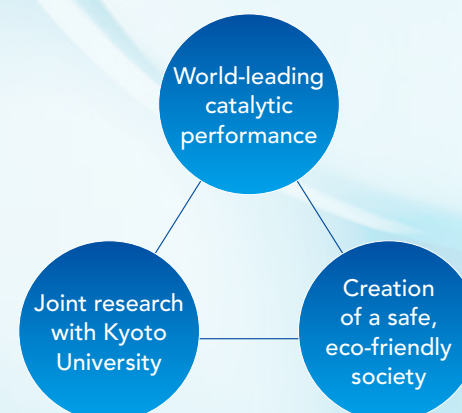 World-leading
catalytic
performance
Joint research
with Kyoto
University
Creation
of a safe,
eco-friendly
society